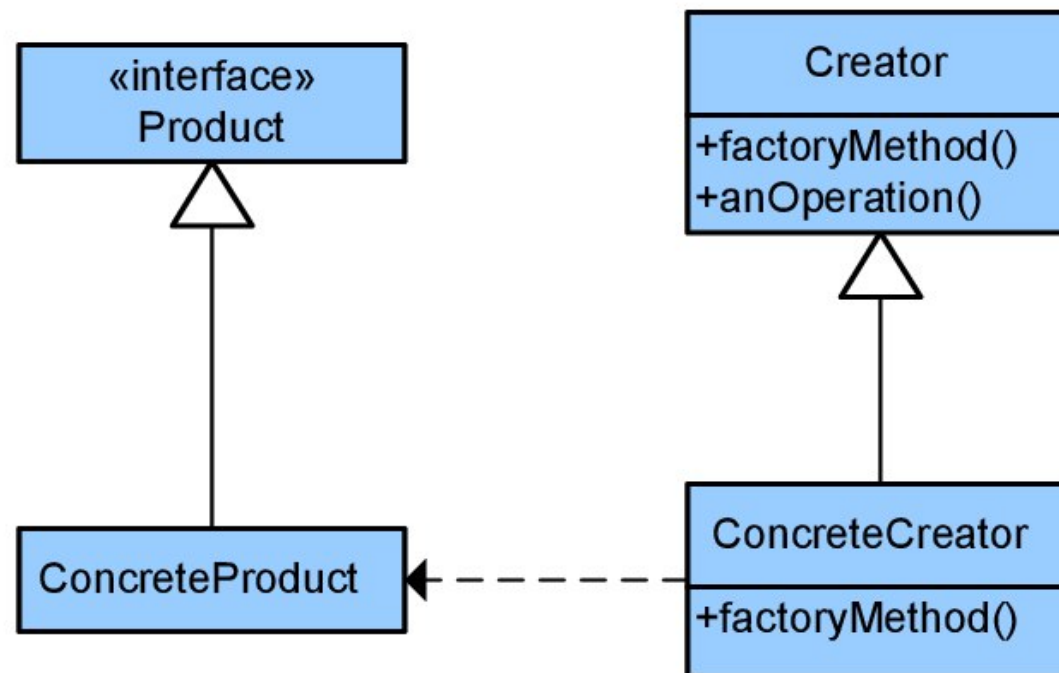 «interface»
Product
Creator
+factoryMethod()
+anOperation()
ConcreteProduct
ConcreteCreator
+factoryMethod()